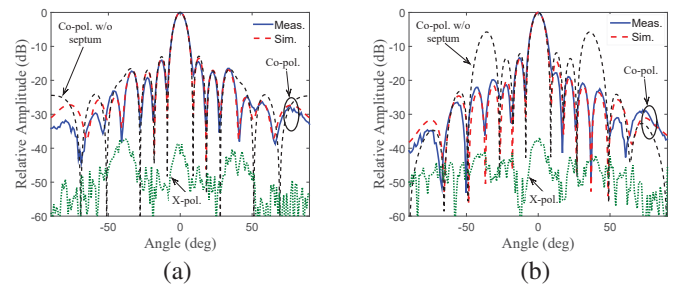 0
-10
-20
-30
-40
-50
-60
Relative Amplitude (dB)
-50
0
50
Angle (deg)
Co-pol. w/o
septum
Meas.
Sim.
Co-pol.
X-pol.
(a)
0
-10
-20
-30
-40
-50
-60
Relative Amplitude (dB)
-50
0
50
Angle (deg)
Co-pol. w/o
septum
Meas.
Sim.
Co-pol.
X-pol.
(b)